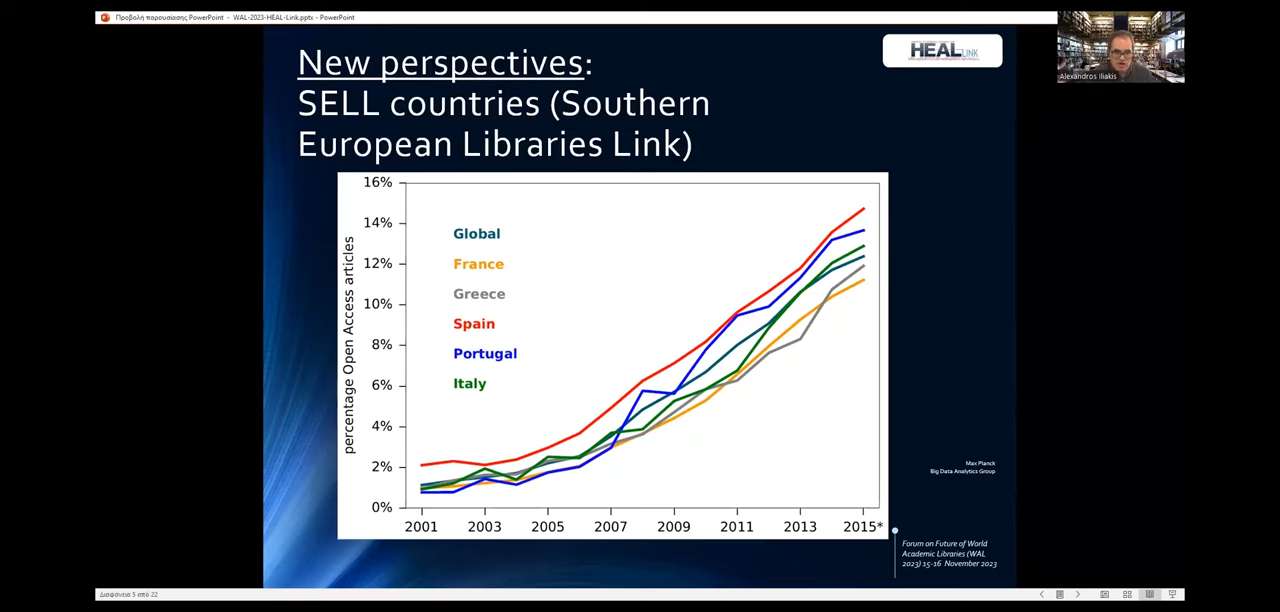 Προβολή παρουσίασης PowerPoint - WAL-2023-HEAL-Link.pptx - PowerPoint
New perspectives:
SELL countries (Southern
European Libraries Link)
HEAL LINK
Alexandros Iliakis
percentage Open Access articles
16%
14%
12%
10%
8%
6%
4%
2%
0%
Global
France
Greece
Spain
Portugal
Italy
2001 2003 2005 2007 2009 2011 2013 2015*
Max Planck
Big Data Analytics Group
Forum on Future of World
Academic Libraries (WAL
2023) 15-16 November 2023
Διαφάνεια 5 από 22